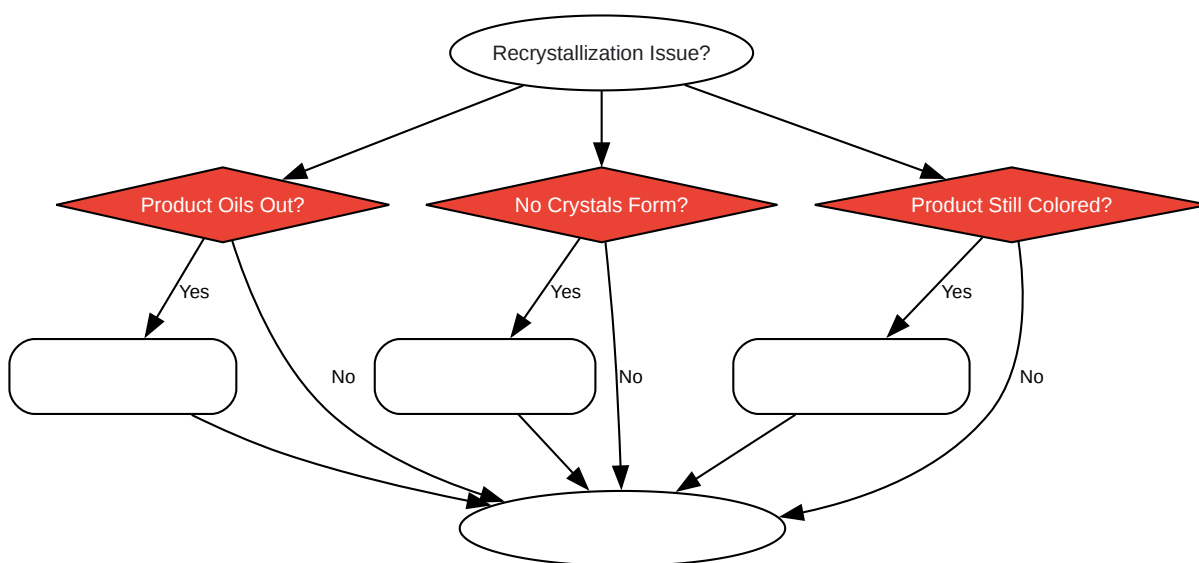 Recrystallization Issue?
Product Oils Out?
No Crystals Form?
Product Still Colored?
Yes
Yes
Yes
No
No
No